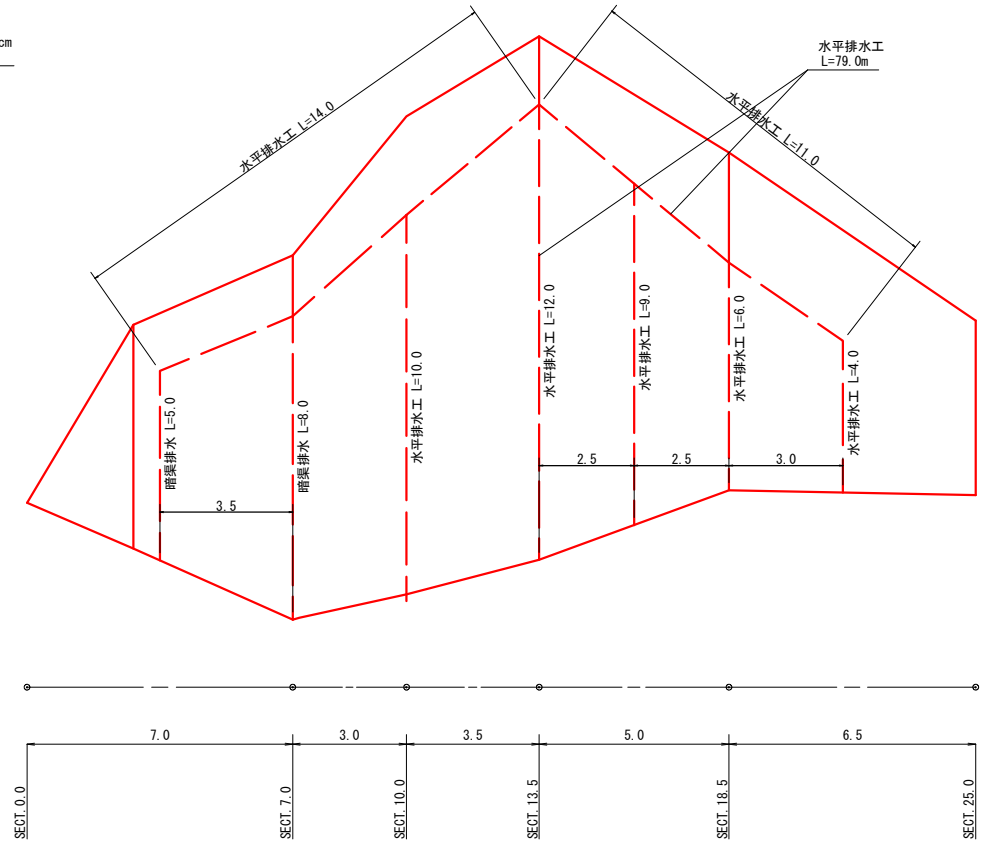 cm
水平排水工
L=79.0m
水平排水工 L=14.0
水平排水工 L=11.0
暗渠排水 L=5.0
暗渠排水 L=8.0
水平排水工 L=10.0
水平排水工 L=12.0
水平排水工 L=9.0
水平排水工 L=6.0
水平排水工 L=4.0
2.5
2.5
3.0
3.5
7.0
3.0
3.5
5.0
6.5
SECT.0.0
SECT.7.0
SECT.10.0
SECT.13.5
SECT.18.5
SECT.25.0